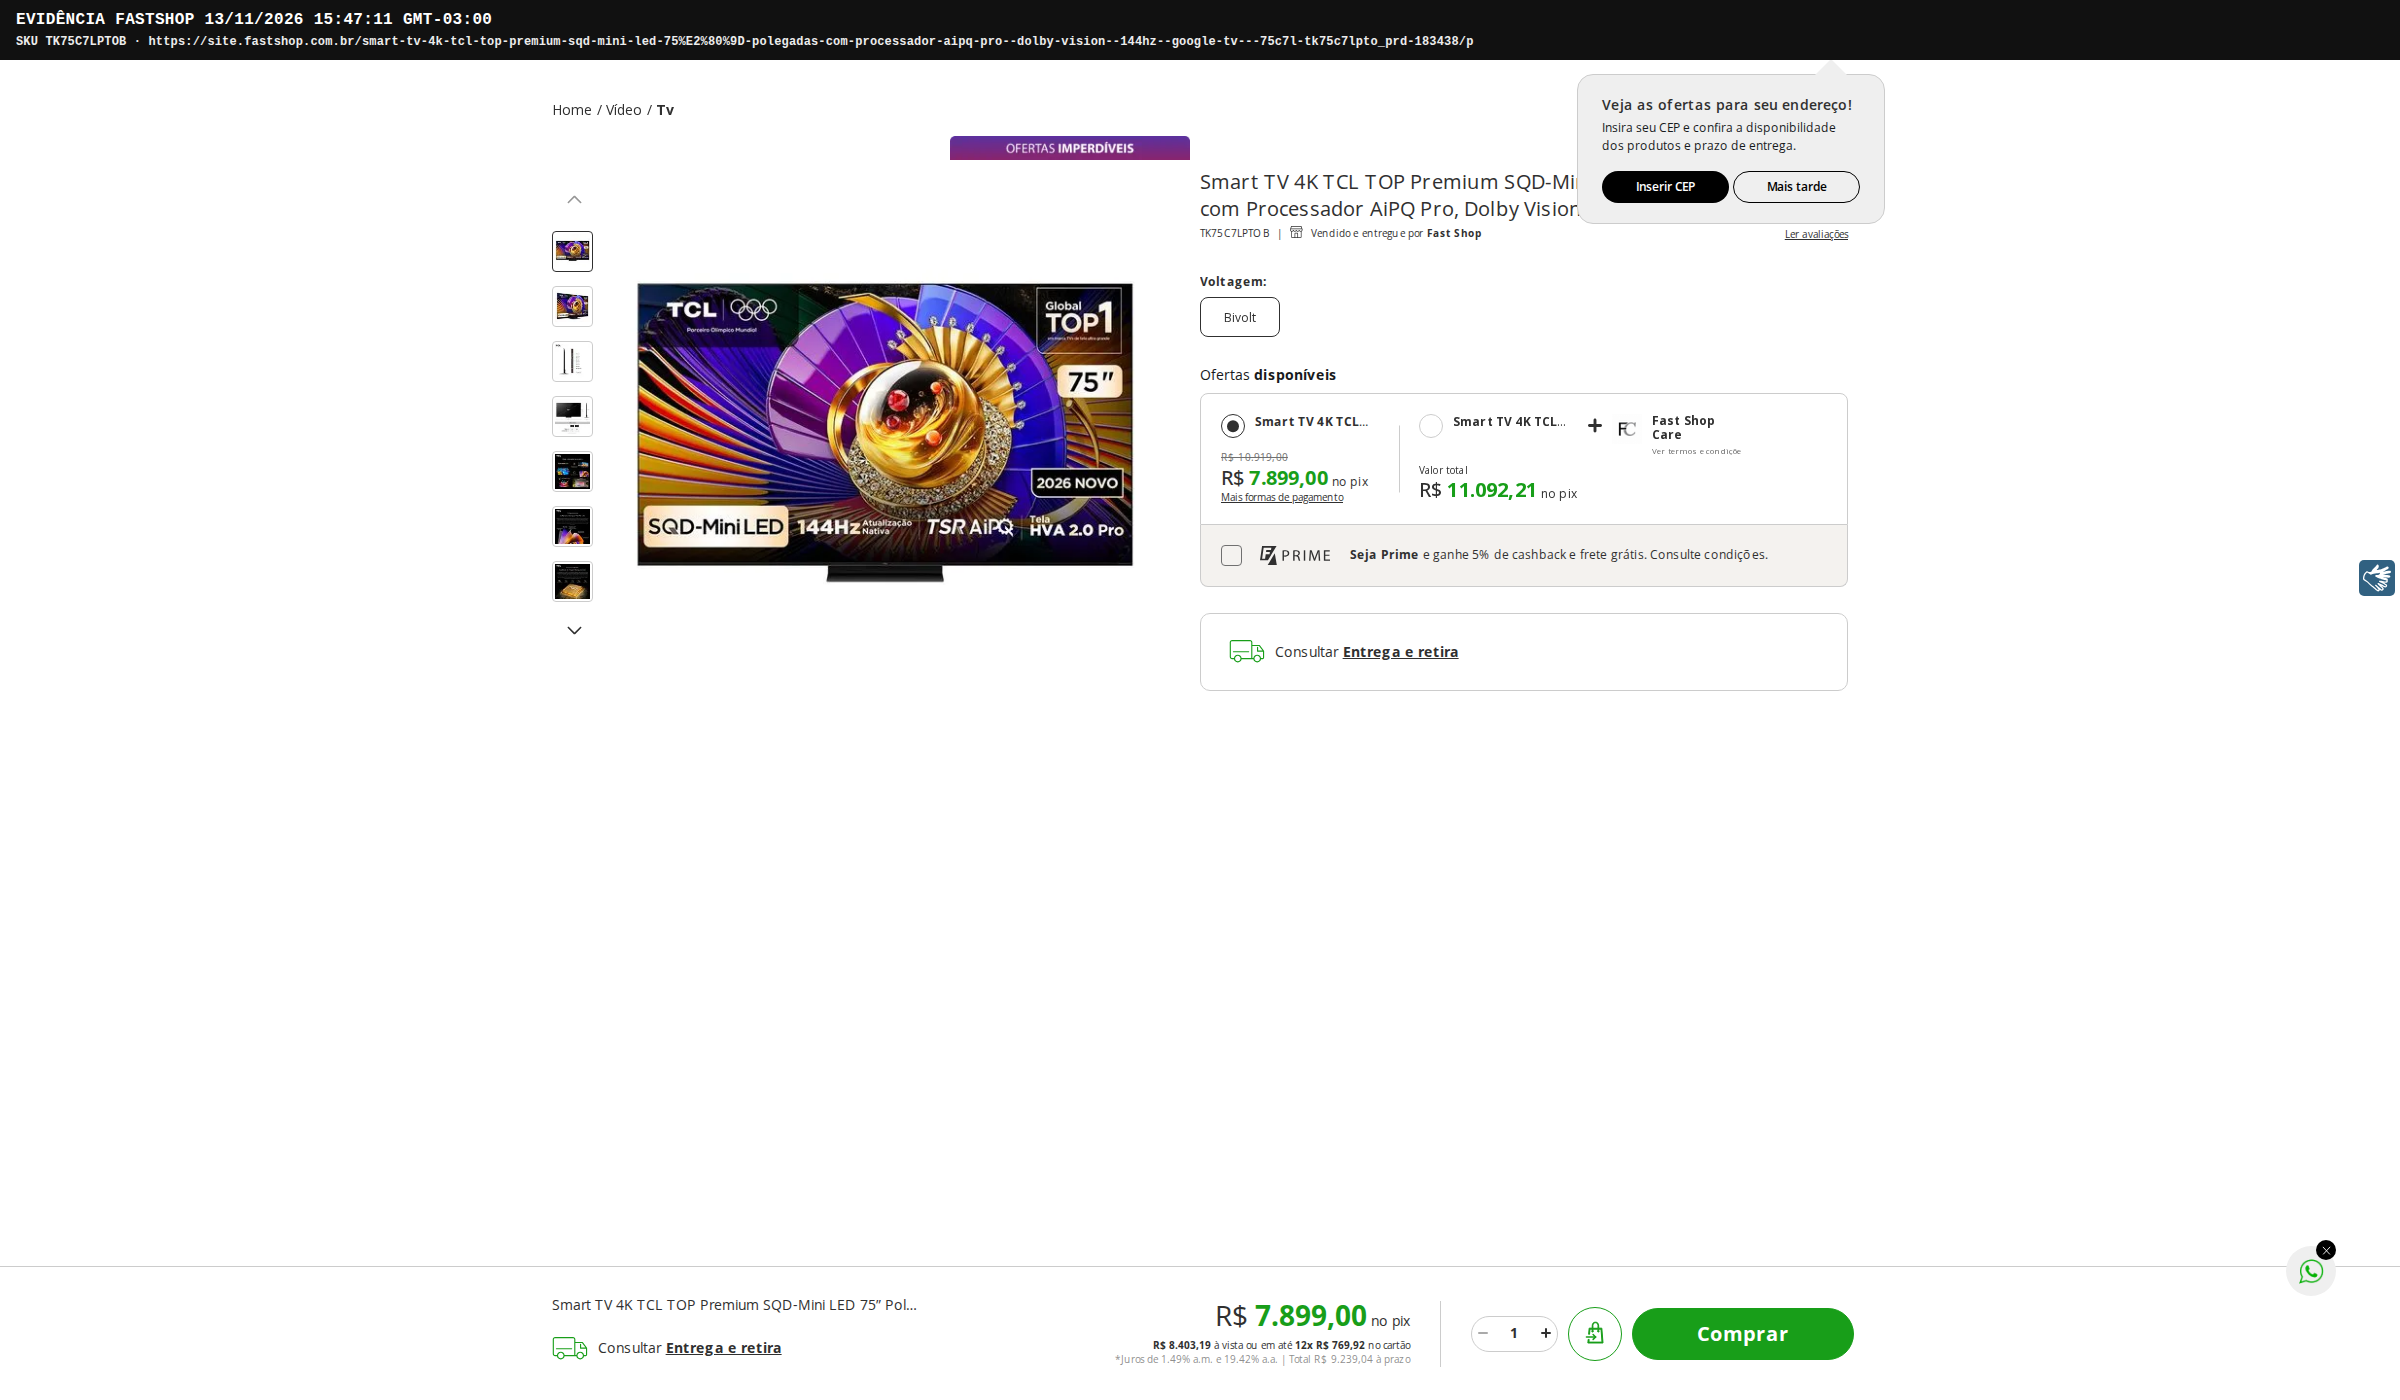 EVIDÊNCIA FASTSHOP 13/11/2026 15:47:11 GMT-03:00
SKU TK75C7LPTOB · https://site.fastshop.com.br/smart-tv-4k-tcl-top-premium-sqd-mini-led-75%E2%80%9D-polegadas-com-processador-aipq-pro--dolby-vision--144hz--google-tv---75c7l-tk75c7lpto_prd-183438/p
Home / Vídeo / Tv
Veja as ofertas para seu endereço!
Insira seu CEP e confira a disponibilidade
dos produtos e prazo de entrega.
Inserir CEP
Mais tarde
OFERTAS IMPERDÍVEIS
Smart TV 4K TCL TOP Premium SQD-Min
com Processador AiPQ Pro, Dolby Vision
TK75C7LPTOB | Vendido e entregue por Fast Shop
Ler avaliações
TCL
Parceiro Olímpico Mundial
Global
TOP1
75"
2026 NOVO
SQD-Mini LED
144Hz Atualização Nativa
TSR AiPQ
Tela HVA 2.0 Pro
Voltagem:
Bivolt
Ofertas disponíveis
Smart TV 4K TCL...
R$ 10.919,00
R$ 7.899,00 no pix
Mais formas de pagamento
Smart TV 4K TCL...
+
FC
Fast Shop
Care
Ver termos e condiçõe
Valor total
R$ 11.092,21 no pix
PRIME
Seja Prime e ganhe 5% de cashback e frete grátis. Consulte condições.
Consultar Entrega e retira
Smart TV 4K TCL TOP Premium SQD-Mini LED 75” Pol...
Consultar Entrega e retira
R$ 7.899,00 no pix
R$ 8.403,19 à vista ou em até 12x R$ 769,92 no cartão
*Juros de 1.49% a.m. e 19.42% a.a. | Total R$ 9.239,04 à prazo
− 1 +
Comprar